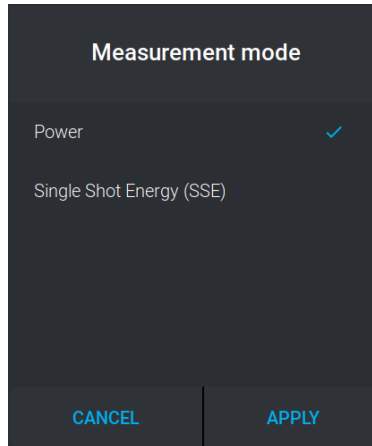 Measurement mode
Power
Single Shot Energy (SSE)
CANCEL
APPLY